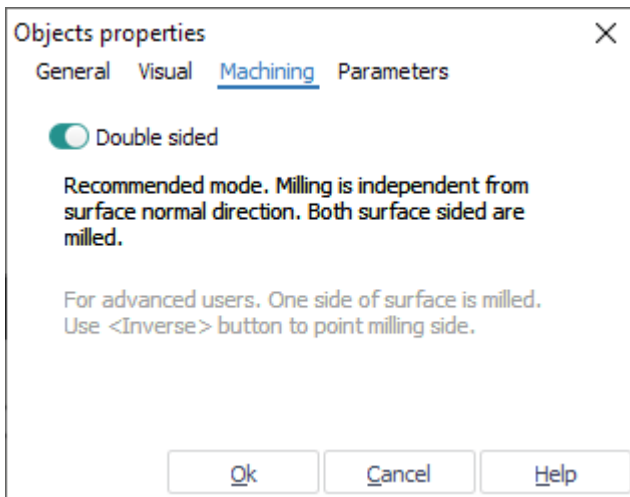 Objects properties
General Visual Machining Parameters
Double sided
Recommended mode. Milling is independent from
surface normal direction. Both surface sided are
milled.
For advanced users. One side of surface is milled.
Use <Inverse> button to point milling side.
Ok Cancel Help